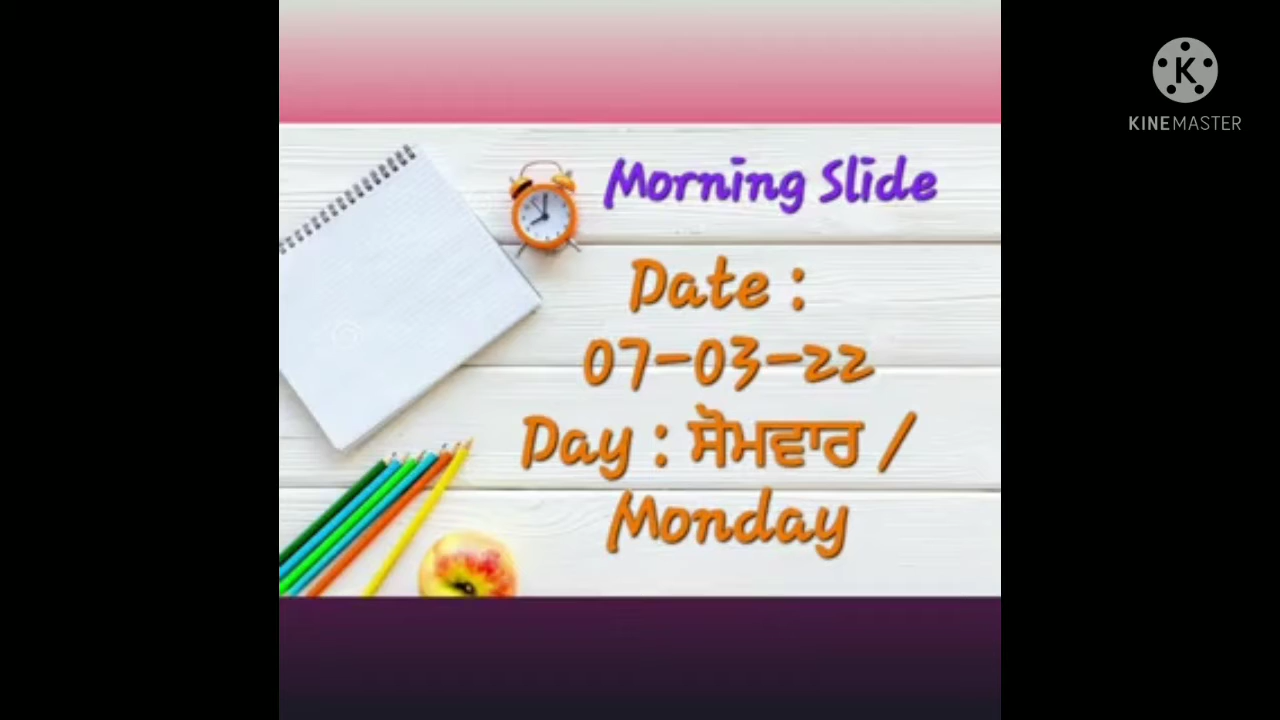 Morning Slide
Date :
07-03-22
Day : ਸੋਮਵਾਰ /
Monday
K
KINEMASTER